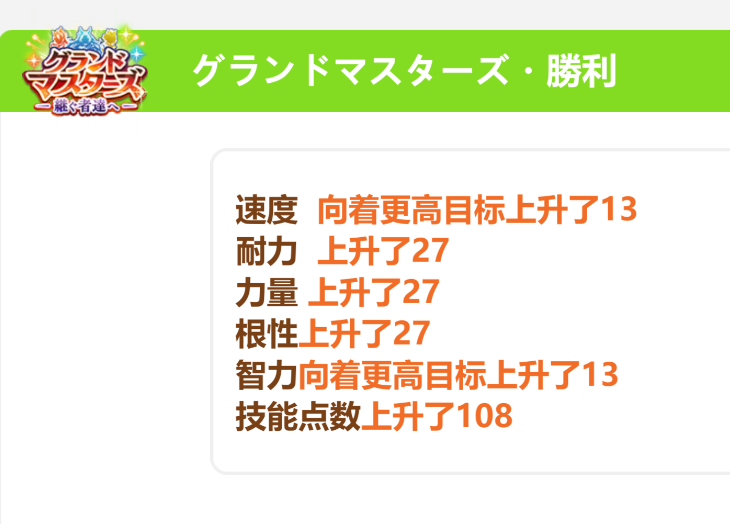 グランドマスターズ
継ぐ者達へ
グランドマスターズ・勝利
速度 向着更高目标上升了13
耐力 上升了27
力量 上升了27
根性上升了27
智力向着更高目标上升了13
技能点数上升了108